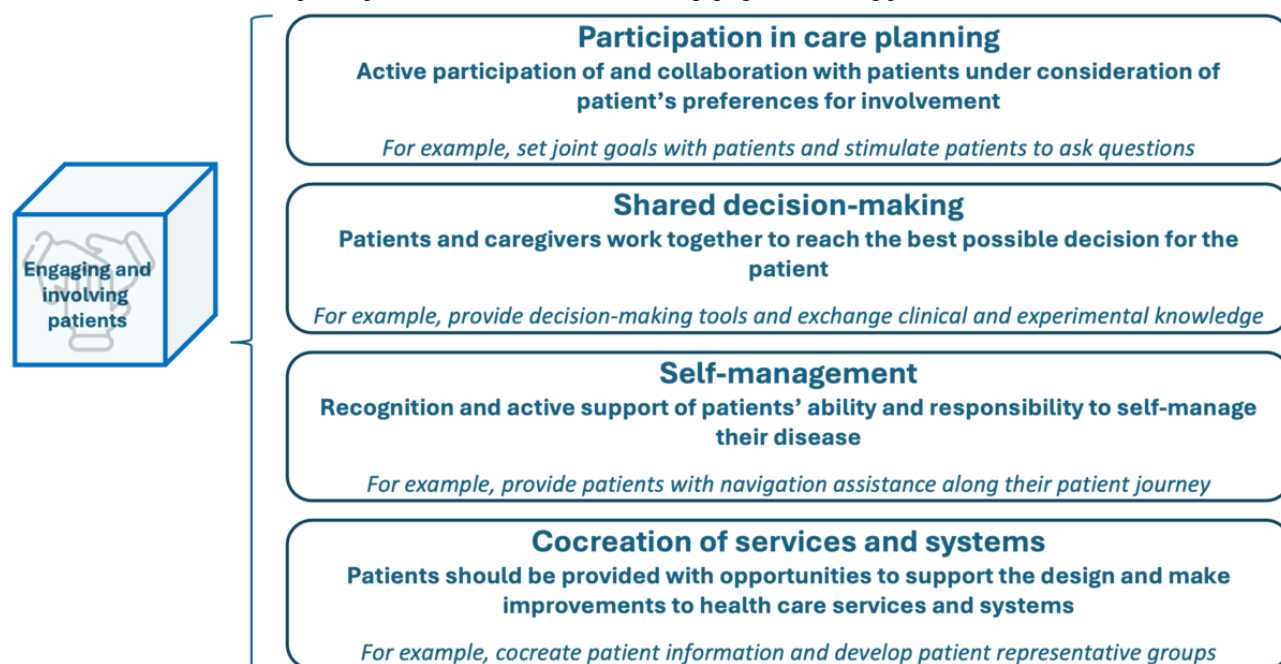 Participation in care planning
Active participation of and collaboration with patients under consideration of
patient's preferences for involvement
For example, set joint goals with patients and stimulate patients to ask questions
Engaging and
involving
patients
Shared decision-making
Patients and caregivers work together to reach the best possible decision for the
patient
For example, provide decision-making tools and exchange clinical and experimental knowledge
Self-management
Recognition and active support of patients' ability and responsibility to self-manage
their disease
For example, provide patients with navigation assistance along their patient journey
Cocreation of services and systems
Patients should be provided with opportunities to support the design and make
improvements to health care services and systems
For example, cocreate patient information and develop patient representative groups